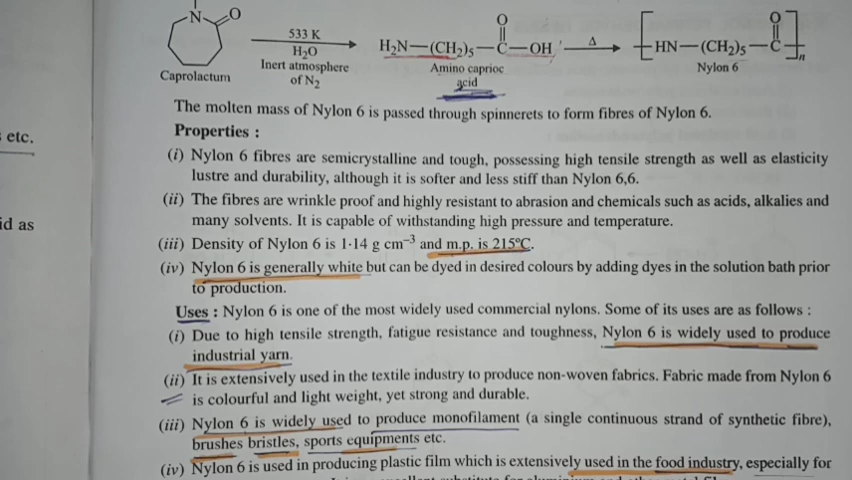 N O
O
533 K
H₂O
Inert atmosphere
of N₂
H₂N—(CH₂)₅—C—OH
Δ
O
[HN—(CH₂)₅—C]n
Caprolactum
Amino caprioc
acid
Nylon 6
The molten mass of Nylon 6 is passed through spinnerets to form fibres of Nylon 6.
etc.
Properties :
(i) Nylon 6 fibres are semicrystalline and tough, possessing high tensile strength as well as elasticity
lustre and durability, although it is softer and less stiff than Nylon 6,6.
(ii) The fibres are wrinkle proof and highly resistant to abrasion and chemicals such as acids, alkalies and
id as
many solvents. It is capable of withstanding high pressure and temperature.
(iii) Density of Nylon 6 is 1·14 g cm⁻³ and m.p. is 215°C.
(iv) Nylon 6 is generally white but can be dyed in desired colours by adding dyes in the solution bath prior
to production.
Uses : Nylon 6 is one of the most widely used commercial nylons. Some of its uses are as follows :
(i) Due to high tensile strength, fatigue resistance and toughness, Nylon 6 is widely used to produce
industrial yarn.
(ii) It is extensively used in the textile industry to produce non-woven fabrics. Fabric made from Nylon 6
is colourful and light weight, yet strong and durable.
(iii) Nylon 6 is widely used to produce monofilament (a single continuous strand of synthetic fibre),
brushes bristles, sports equipments etc.
(iv) Nylon 6 is used in producing plastic film which is extensively used in the food industry, especially for